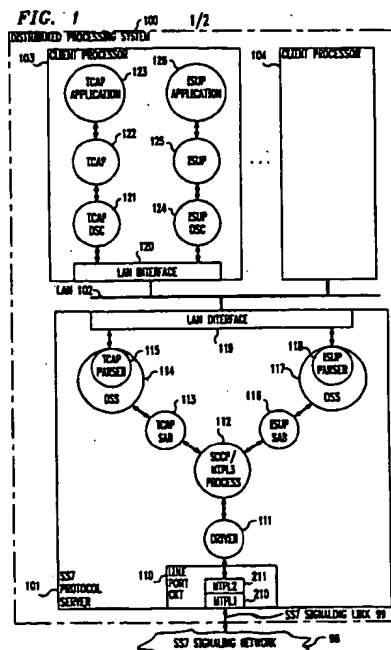 FIG. 1
1/2
DISTRIBUTED PROCESSING SYSTEM
100
103
CLIENT PROCESSOR
104
CLIENT PROCESSOR
TCAP
APPLICATION
123
126
ISUP
APPLICATION
122
TCAP
125
ISUP
...
121
TCAP
DSC
124
ISUP
DSC
120
LAN INTERFACE
LAN 102
LAN INTERFACE
119
TCAP
PARSER
115
114
OSS
118
ISUP
PARSER
117
OSS
113
TCAP
SAB
112
116
ISUP
SAB
SCCP/
MTPL3
PROCESS
DRIVER
111
110
LINE
PORT
CKT
211
MTPL2
MTPL1
210
101
SS7
PROTOCOL
SERVER
SS7 SIGNALING LINK 99
SS7 SIGNALING NETWORK
98